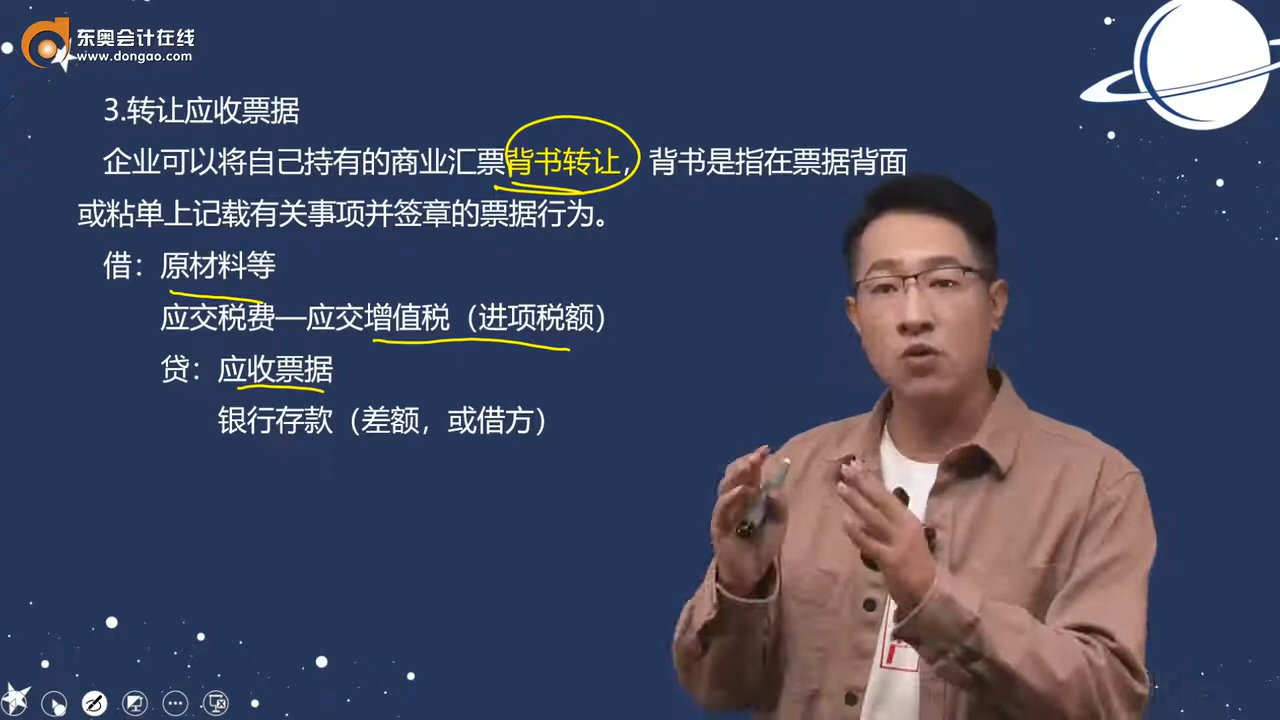 东奥会计在线
www.dongao.com
3.转让应收票据
企业可以将自己持有的商业汇票背书转让，背书是指在票据背面
或粘单上记载有关事项并签章的票据行为。
借：原材料等
应交税费—应交增值税（进项税额）
贷：应收票据
银行存款（差额，或借方）